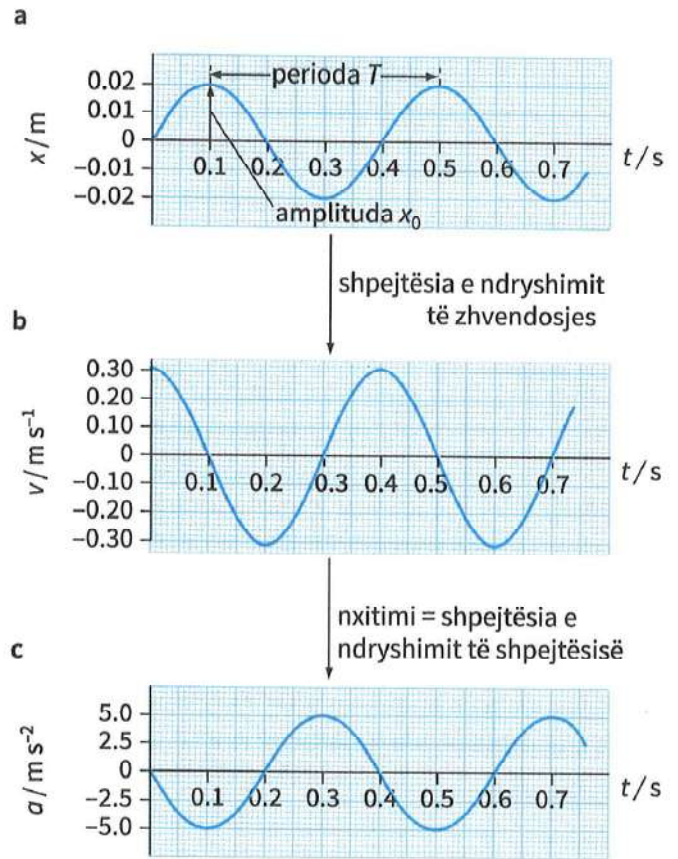 a
perioda T
0.02
0.01
0
−0.01
−0.02
x / m
0.1 0.2 0.3 0.4 0.5 0.6 0.7
t / s
amplituda x₀
shpejtësia e ndryshimit
të zhvendosjes
b
0.30
0.20
0.10
0
−0.10
−0.20
−0.30
v / m s⁻¹
0.1 0.2 0.3 0.4 0.5 0.6 0.7
t / s
nxitimi = shpejtësia e
ndryshimit të shpejtësisë
c
5.0
2.5
0
−2.5
−5.0
a / m s⁻²
0.1 0.2 0.3 0.4 0.5 0.6 0.7
t / s